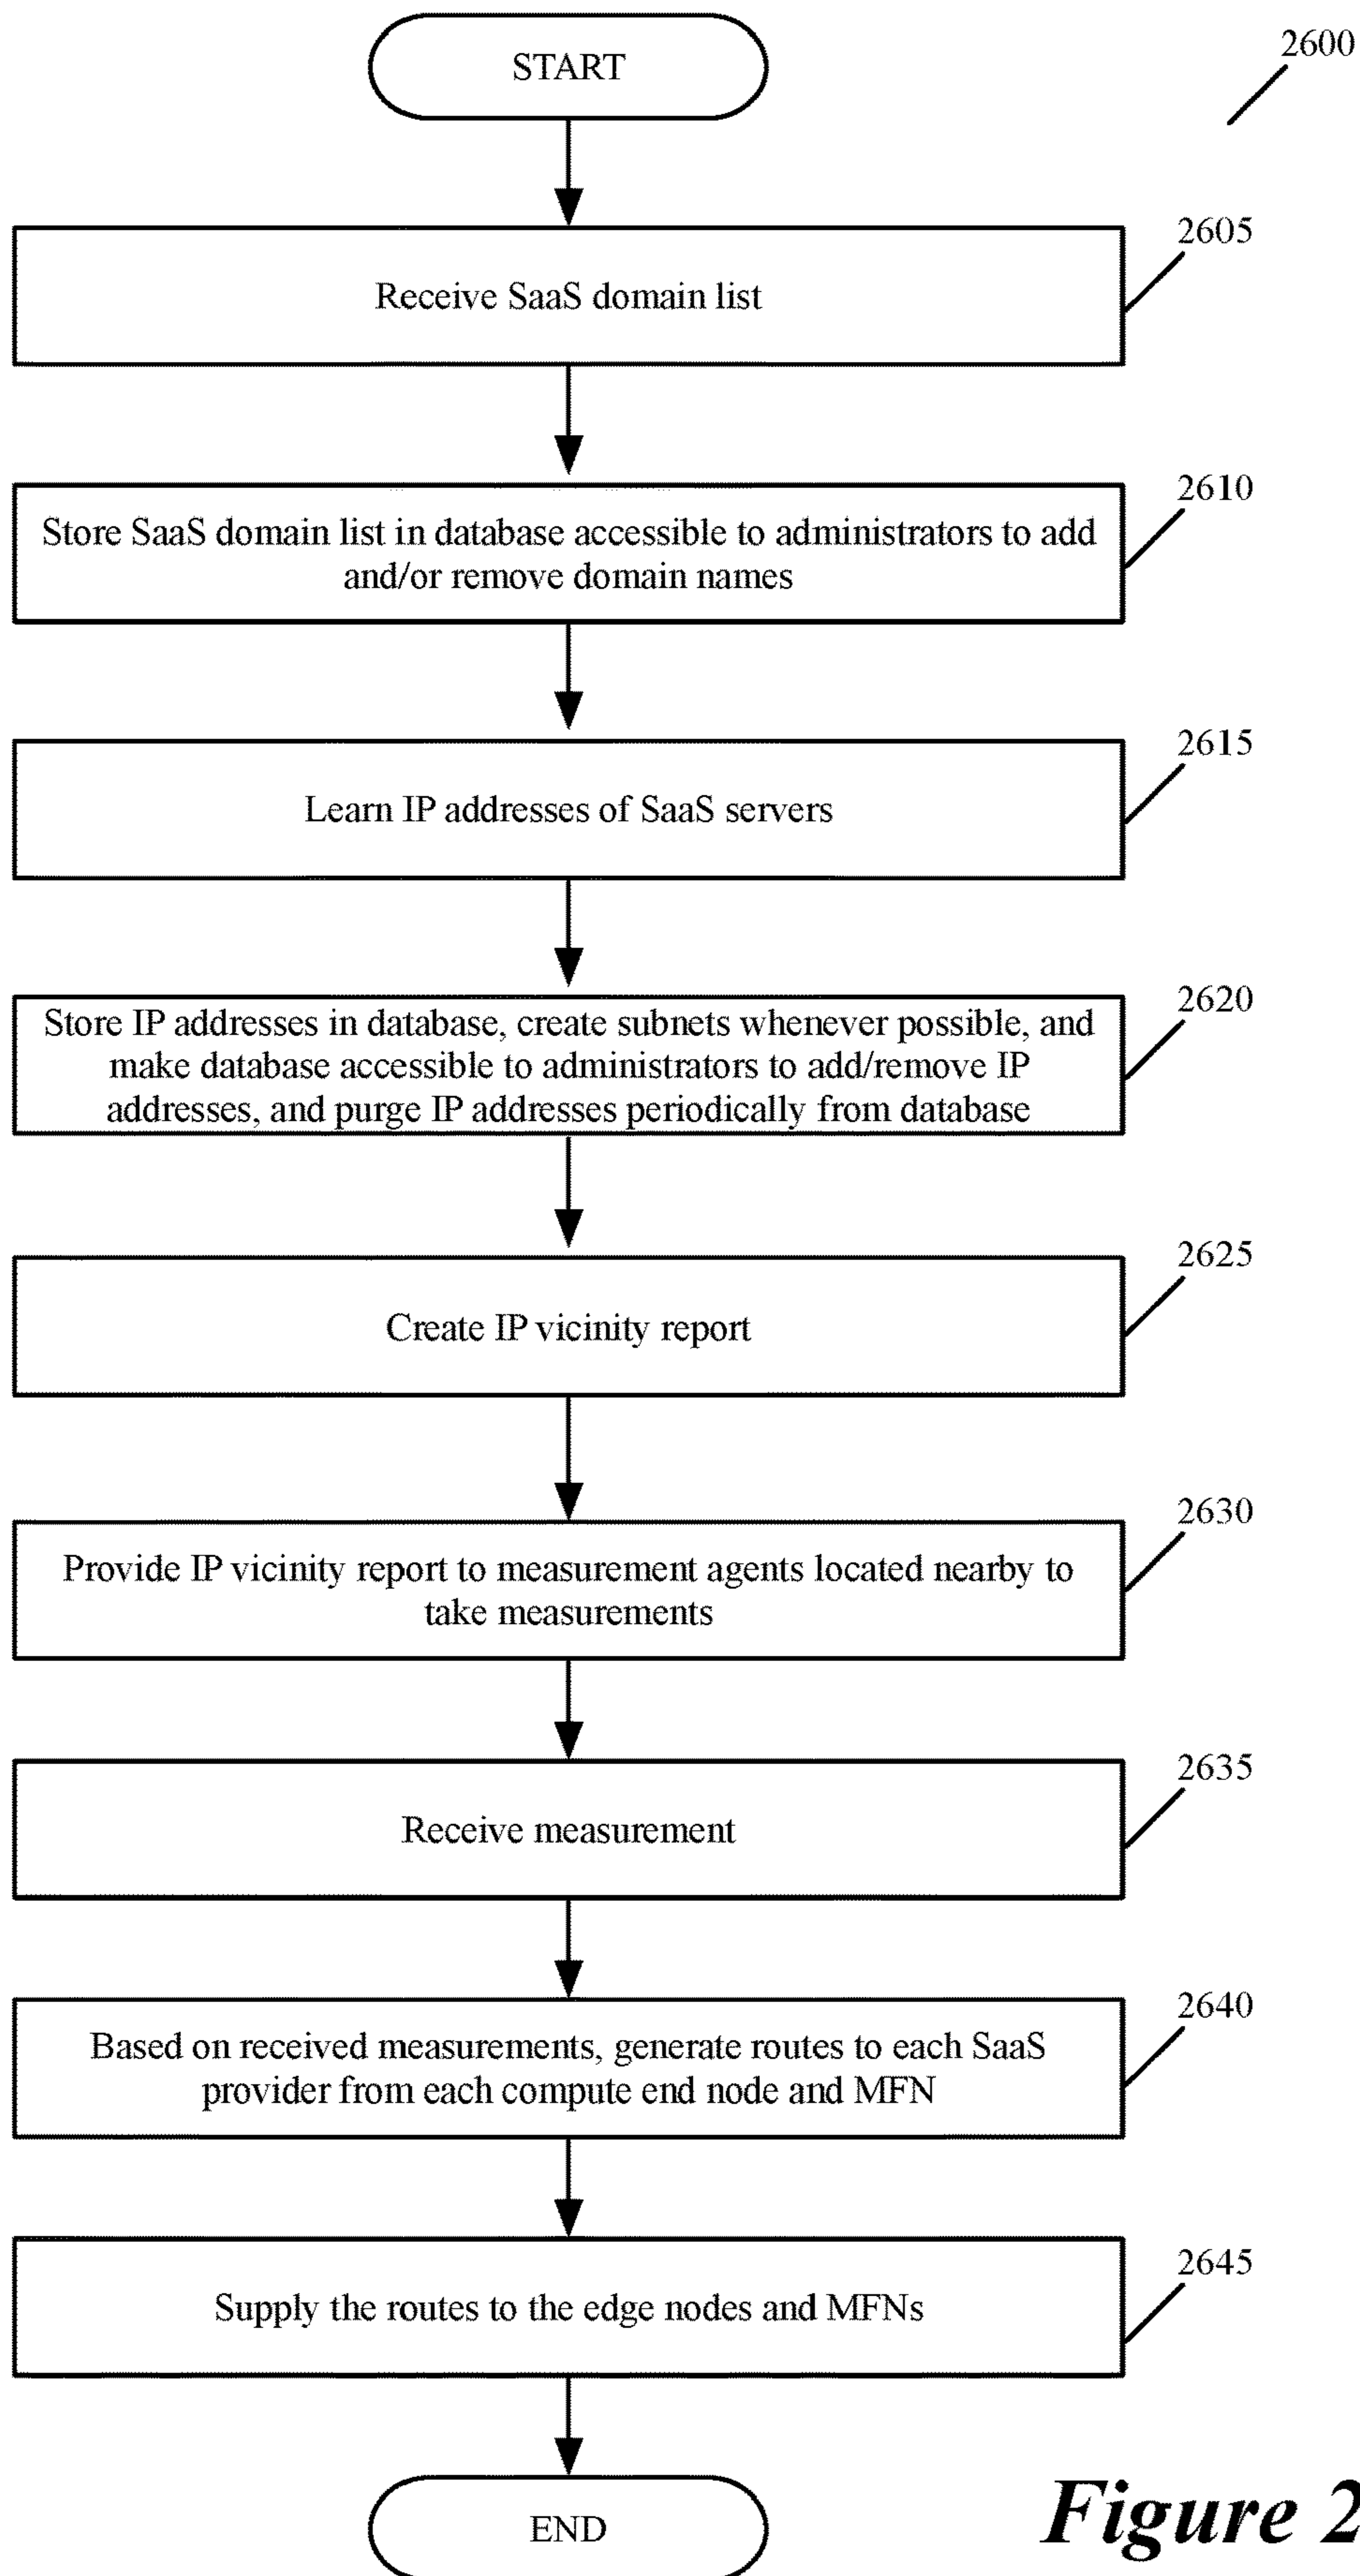 START
2600
2605
Receive SaaS domain list
2610
Store SaaS domain list in database accessible to administrators to add
and/or remove domain names
2615
Learn IP addresses of SaaS servers
2620
Store IP addresses in database, create subnets whenever possible, and
make database accessible to administrators to add/remove IP
addresses, and purge IP addresses periodically from database
2625
Create IP vicinity report
2630
Provide IP vicinity report to measurement agents located nearby to
take measurements
2635
Receive measurement
2640
Based on received measurements, generate routes to each SaaS
provider from each compute end node and MFN
2645
Supply the routes to the edge nodes and MFNs
END
Figure 2